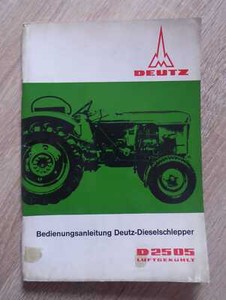 DEUTZ
Bedienungsanleitung Deutz-Dieselschlepper
D 2505
LUFTGEKÜHLT